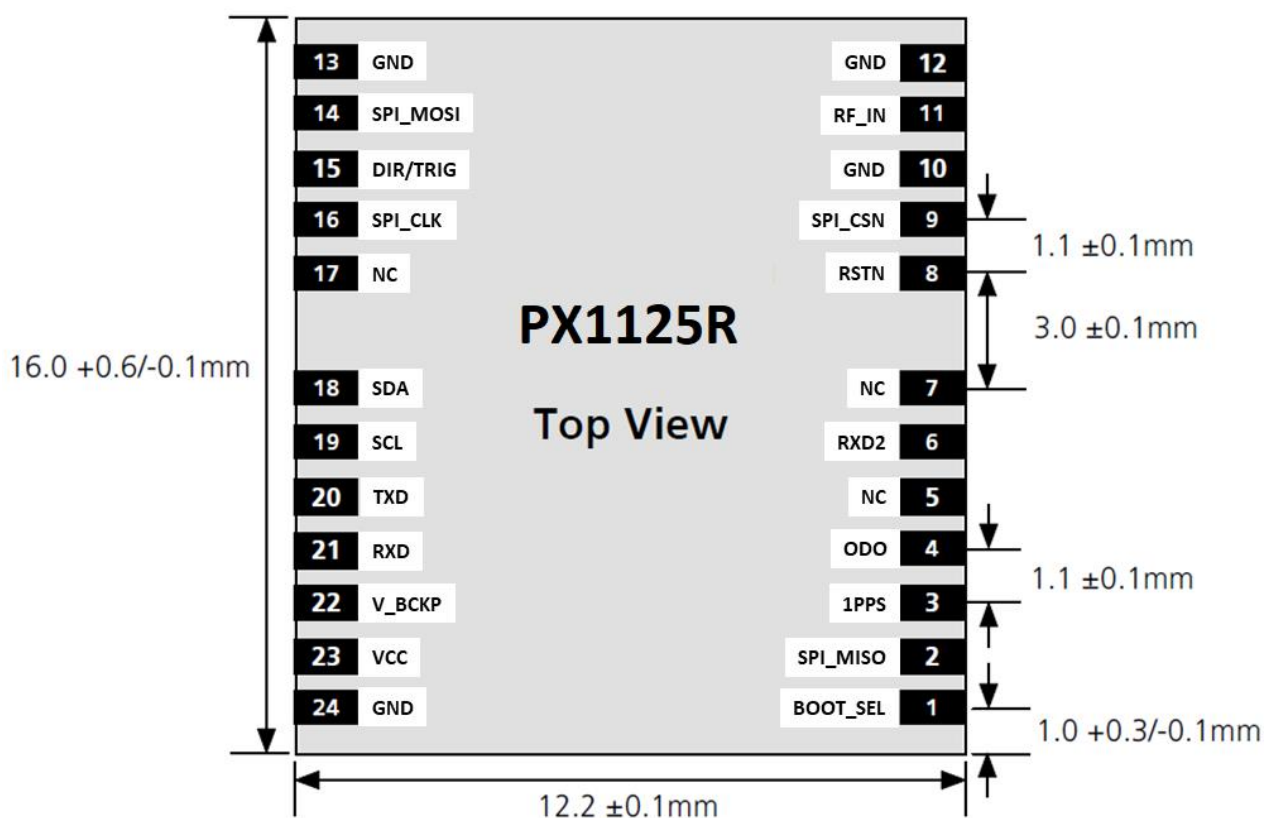 13 GND GND 12
14 SPI_MOSI RF_IN 11
15 DIR/TRIG GND 10
16 SPI_CLK SPI_CSN 9
1.1 ±0.1mm
17 NC RSTN 8
PX1125R
3.0 ±0.1mm
16.0 +0.6/-0.1mm
18 SDA NC 7
Top View
19 SCL RXD2 6
20 TXD NC 5
21 RXD ODO 4
1.1 ±0.1mm
22 V_BCKP 1PPS 3
23 VCC SPI_MISO 2
24 GND BOOT_SEL 1
1.0 +0.3/-0.1mm
12.2 ±0.1mm